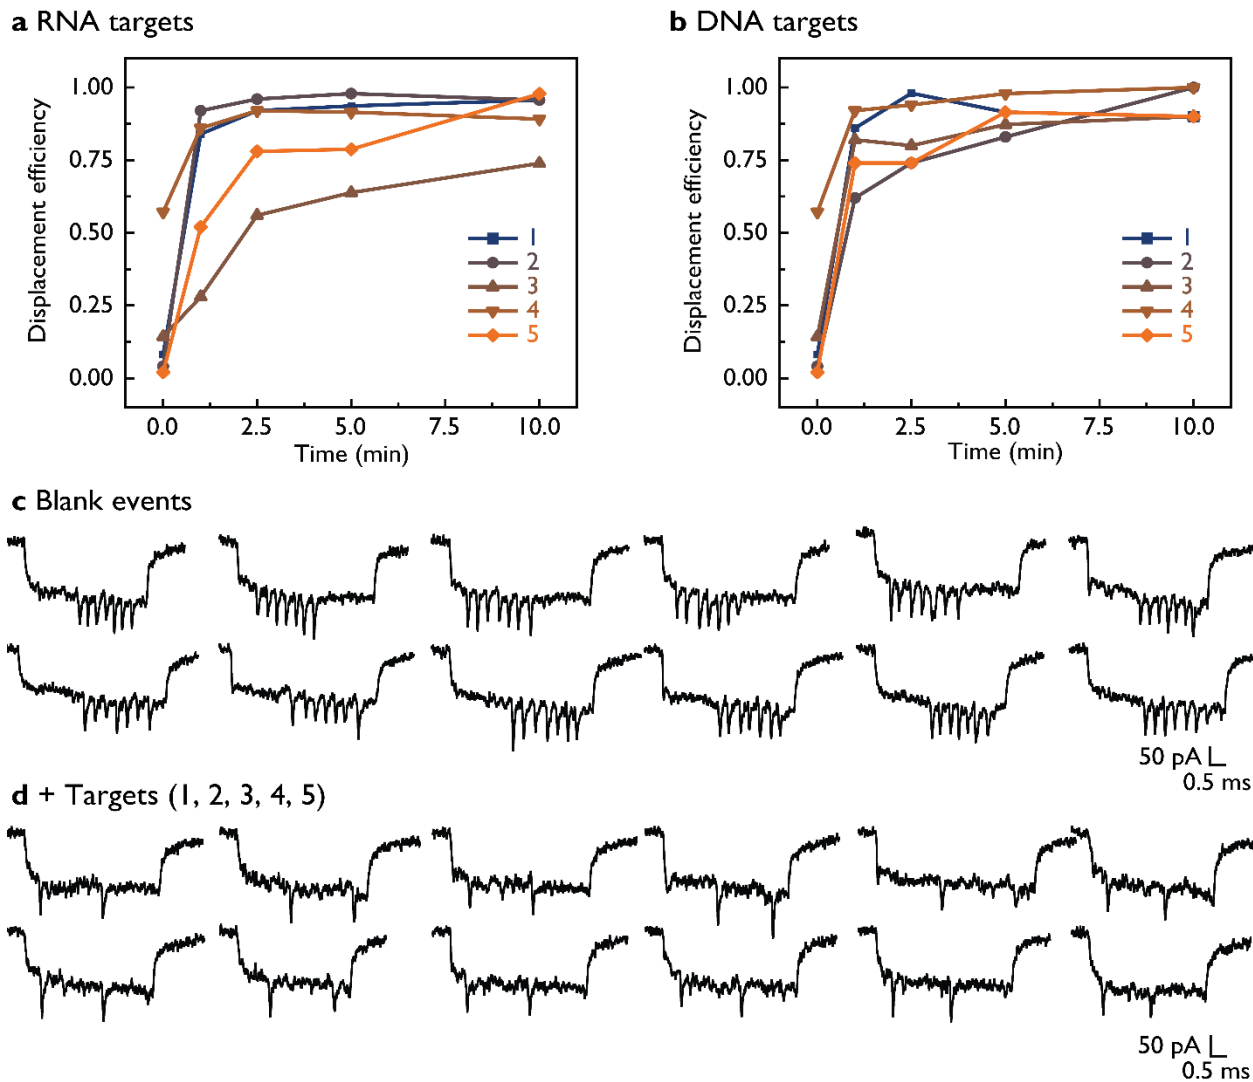 a RNA targets
Displacement efficiency
1.00
0.75
0.50
0.25
0.00
1
2
3
4
5
0.0 2.5 5.0 7.5 10.0
Time (min)
b DNA targets
Displacement efficiency
1.00
0.75
0.50
0.25
0.00
1
2
3
4
5
0.0 2.5 5.0 7.5 10.0
Time (min)
c Blank events
50 pA
0.5 ms
d + Targets (1, 2, 3, 4, 5)
50 pA
0.5 ms